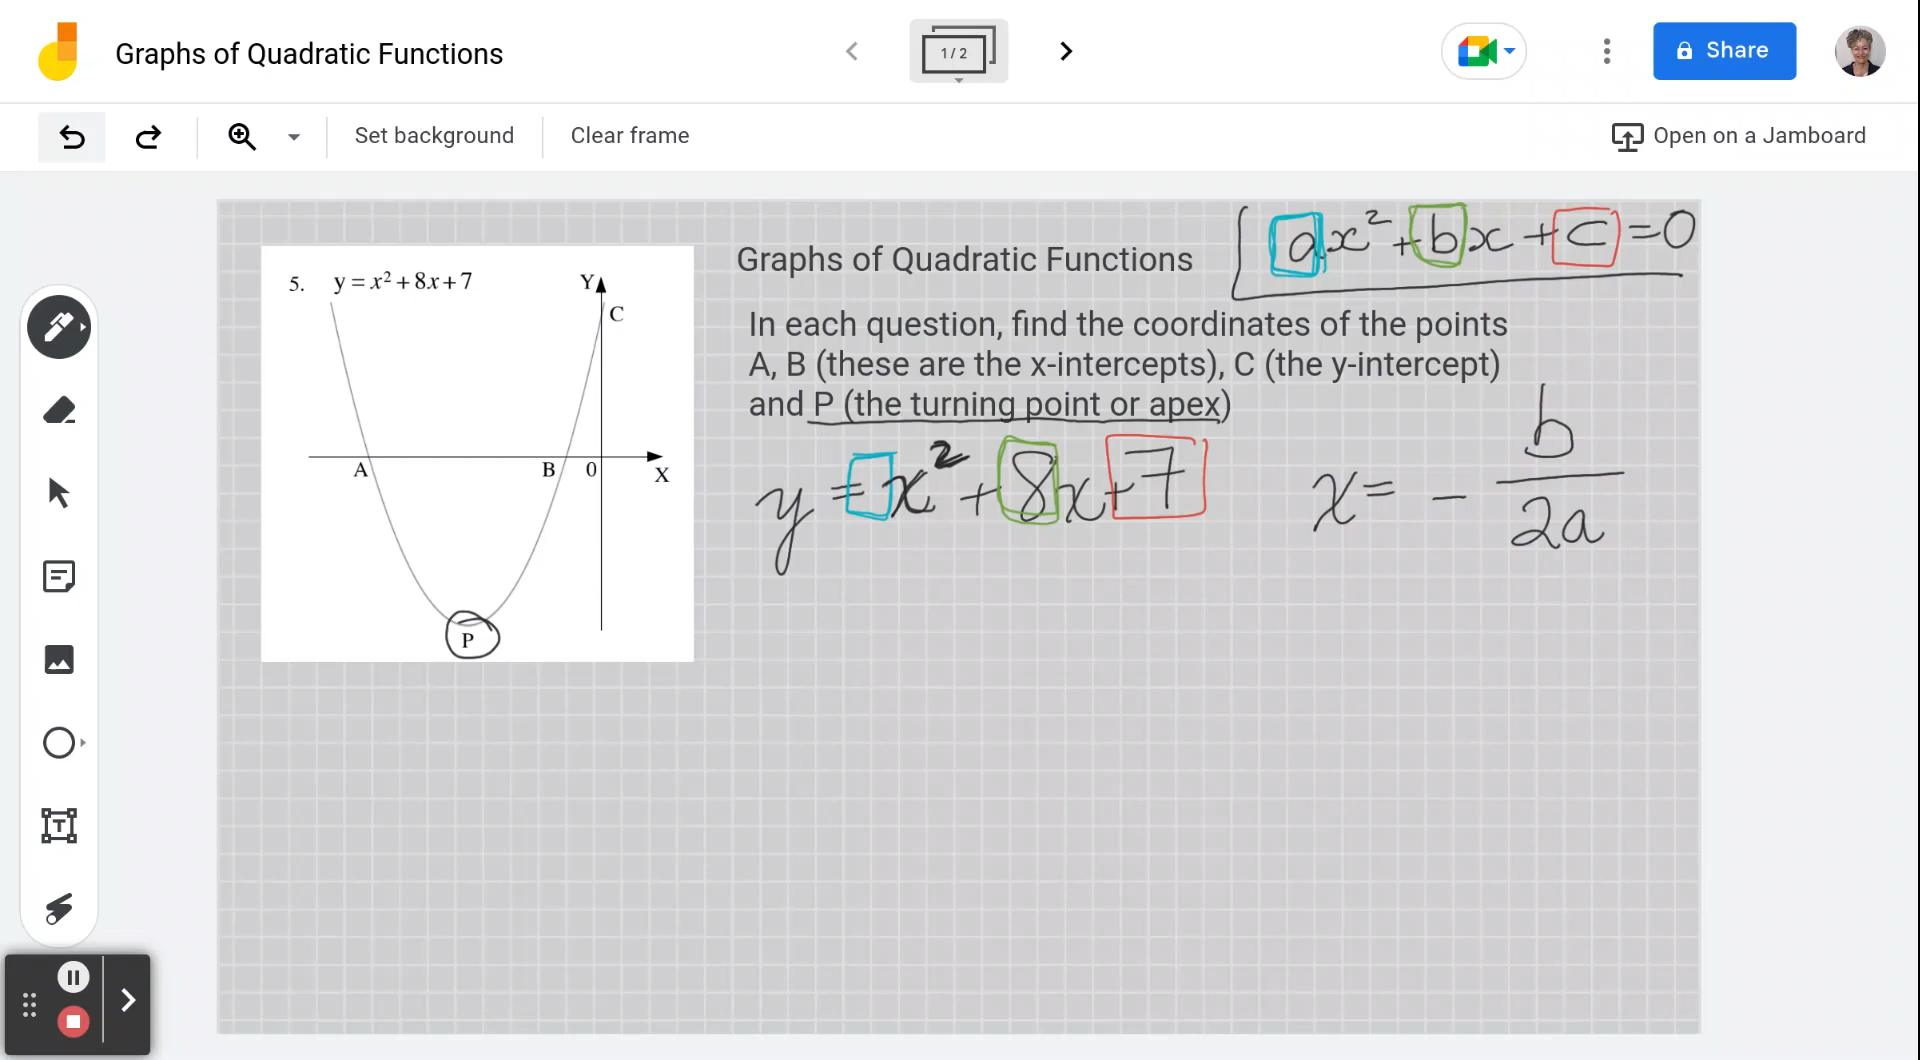 Graphs of Quadratic Functions
1 / 2
Share
Set background
Clear frame
Open on a Jamboard
5. y = x² + 8x + 7
Y
C
A
B
0
X
P
Graphs of Quadratic Functions
ax² + bx + c = 0
In each question, find the coordinates of the points
A, B (these are the x-intercepts), C (the y-intercept)
and P (the turning point or apex)
y = x² + 8x + 7
x = - b / 2a